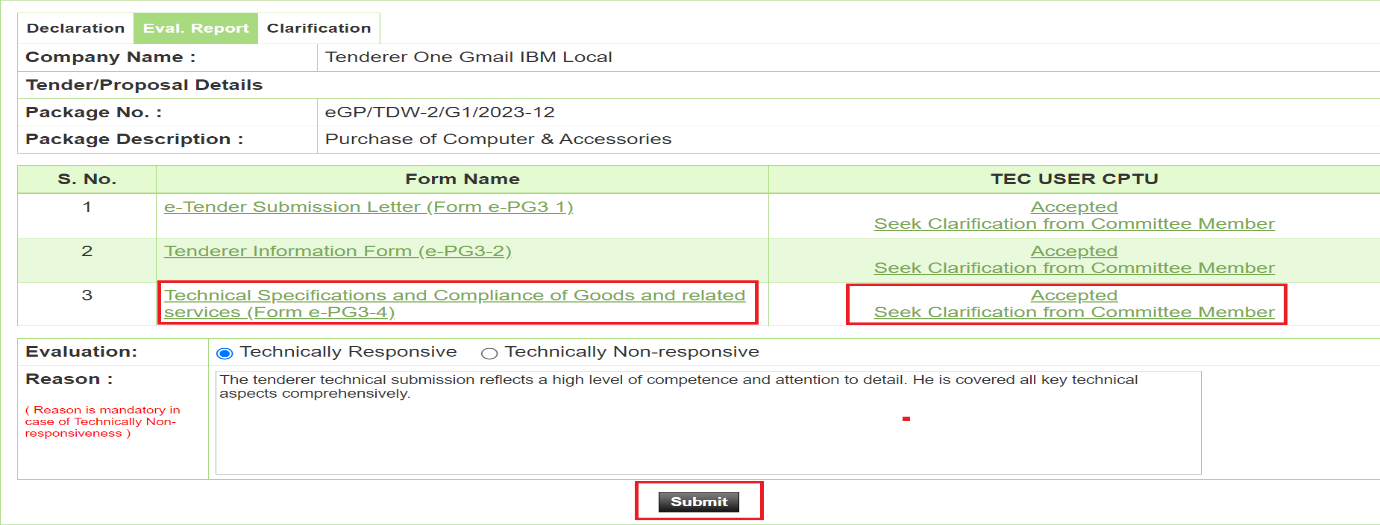 Declaration Eval. Report Clarification
Company Name : Tenderer One Gmail IBM Local
Tender/Proposal Details
Package No. : eGP/TDW-2/G1/2023-12
Package Description : Purchase of Computer & Accessories
S. No. Form Name TEC USER CPTU
1 e-Tender Submission Letter (Form e-PG3 1) Accepted
Seek Clarification from Committee Member
2 Tenderer Information Form (e-PG3-2) Accepted
Seek Clarification from Committee Member
3 Technical Specifications and Compliance of Goods and related Accepted
services (Form e-PG3-4) Seek Clarification from Committee Member
Evaluation: Technically Responsive Technically Non-responsive
Reason : The tenderer technical submission reflects a high level of competence and attention to detail. He is covered all key technical
aspects comprehensively.
( Reason is mandatory in
case of Technically Non-
responsiveness )
Submit